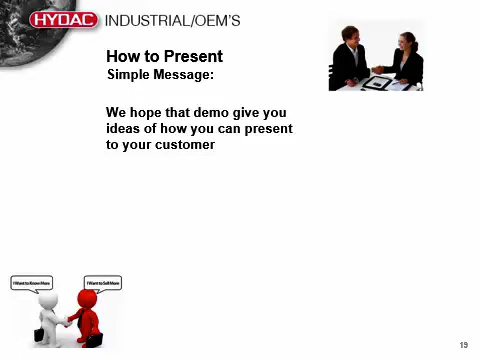 HYDAC INDUSTRIAL/OEM'S
How to Present
Simple Message:
We hope that demo give you
ideas of how you can present
to your customer
I Want to Know More
I Want to Sell More
19